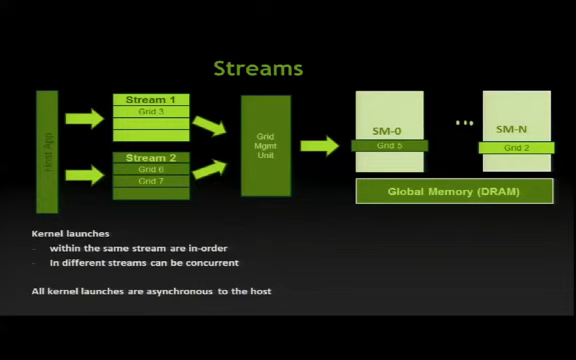 Streams
Host App
Stream 1
Grid 3
Stream 2
Grid 6
Grid 7
Grid
Mgmt
Unit
SM-0
Grid 5
...
SM-N
Grid 2
Global Memory (DRAM)
Kernel launches
- within the same stream are in-order
- In different streams can be concurrent
All kernel launches are asynchronous to the host